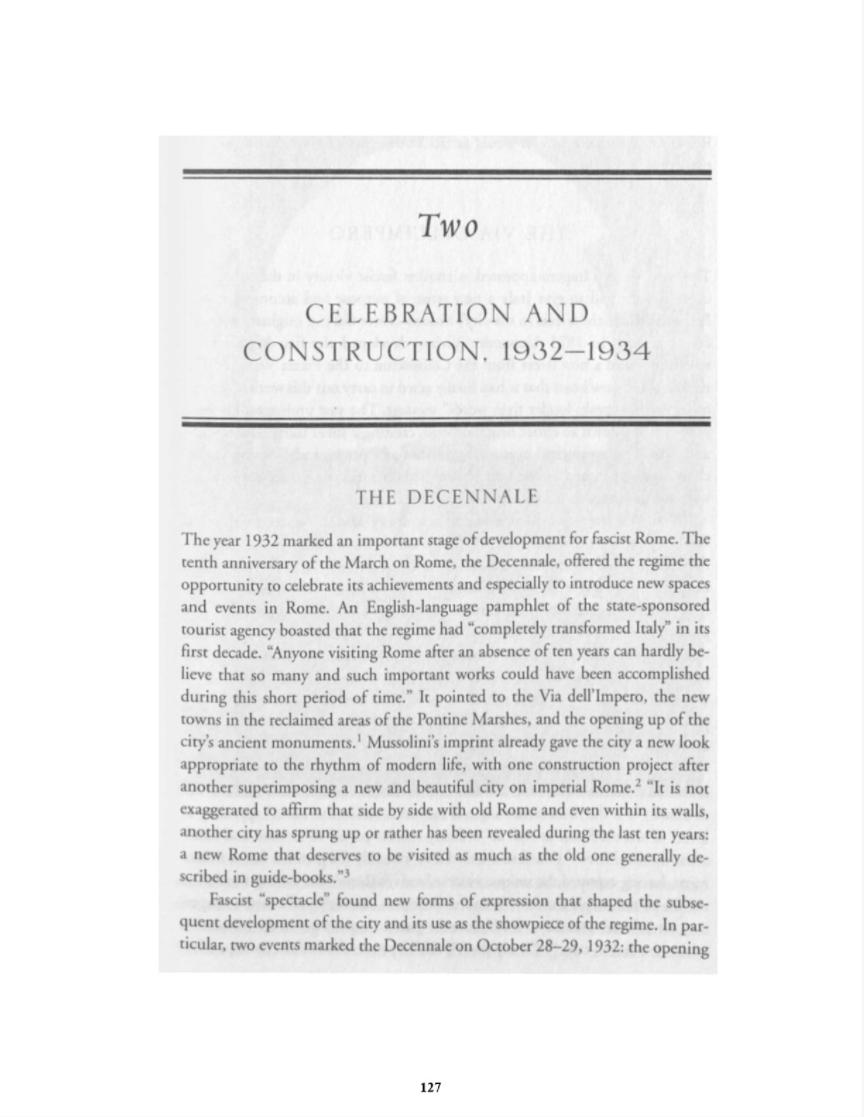 Two
CELEBRATION AND
CONSTRUCTION, 1932–1934
THE DECENNALE
The year 1932 marked an important stage of development for fascist Rome. The
tenth anniversary of the March on Rome, the Decennale, offered the regime the
opportunity to celebrate its achievements and especially to introduce new spaces
and events in Rome. An English-language pamphlet of the state-sponsored
tourist agency boasted that the regime had “completely transformed Italy” in its
first decade. “Anyone visiting Rome after an absence of ten years can hardly be-
lieve that so many and such important works could have been accomplished
during this short period of time.” It pointed to the Via dell’Impero, the new
towns in the reclaimed areas of the Pontine Marshes, and the opening up of the
city’s ancient monuments.¹ Mussolini’s imprint already gave the city a new look
appropriate to the rhythm of modern life, with one construction project after
another superimposing a new and beautiful city on imperial Rome.² “It is not
exaggerated to affirm that side by side with old Rome and even within its walls,
another city has sprung up or rather has been revealed during the last ten years:
a new Rome that deserves to be visited as much as the old one generally de-
scribed in guide-books.”³
Fascist “spectacle” found new forms of expression that shaped the subse-
quent development of the city and its use as the showpiece of the regime. In par-
ticular, two events marked the Decennale on October 28–29, 1932: the opening
127